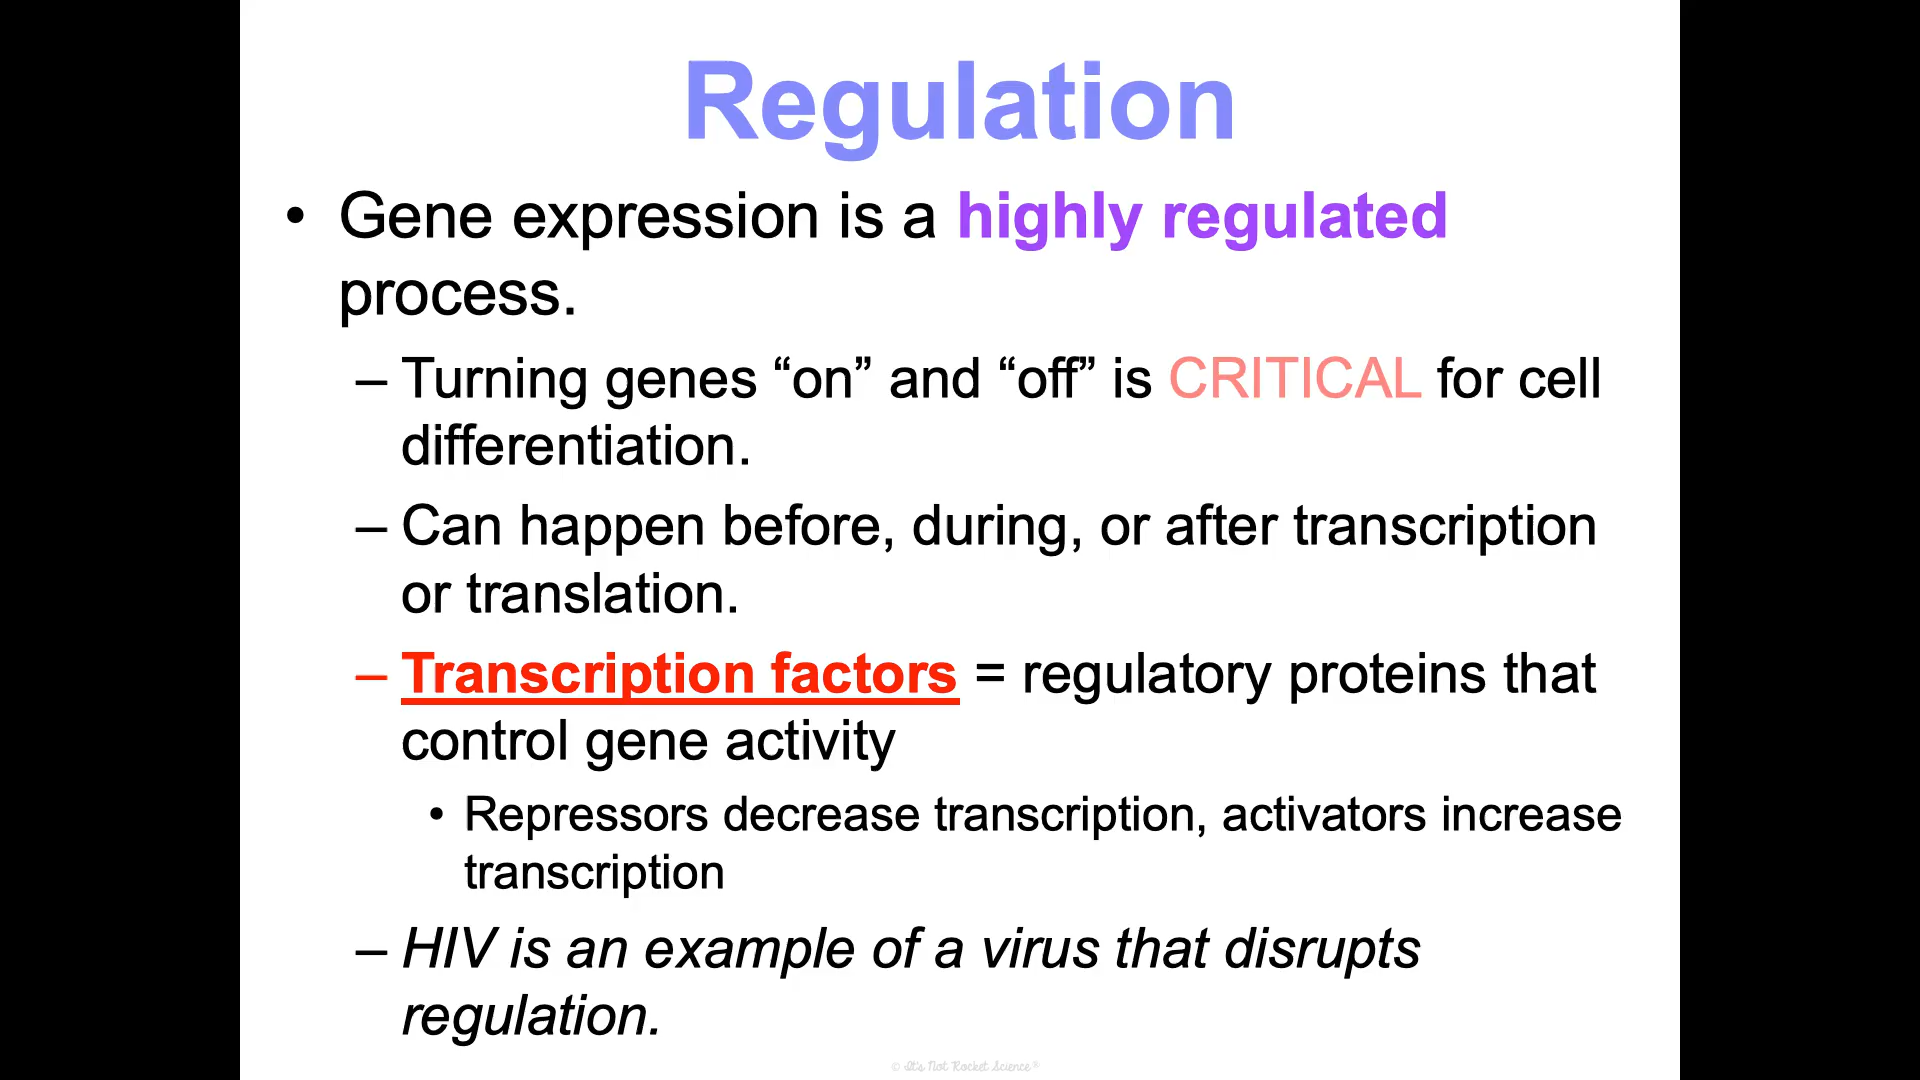 Regulation
• Gene expression is a highly regulated
process.
– Turning genes “on” and “off” is CRITICAL for cell
differentiation.
– Can happen before, during, or after transcription
or translation.
– Transcription factors = regulatory proteins that
control gene activity
• Repressors decrease transcription, activators increase
transcription
– HIV is an example of a virus that disrupts
regulation.
© It's Not Rocket Science®